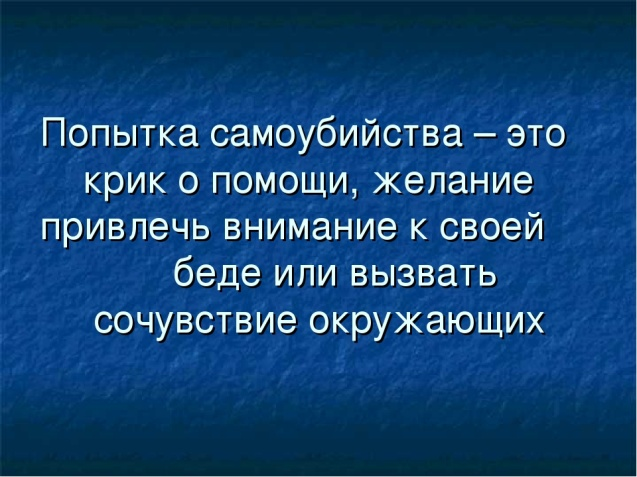 Попытка самоубийства – это
крик о помощи, желание
привлечь внимание к своей
беде или вызвать
сочувствие окружающих